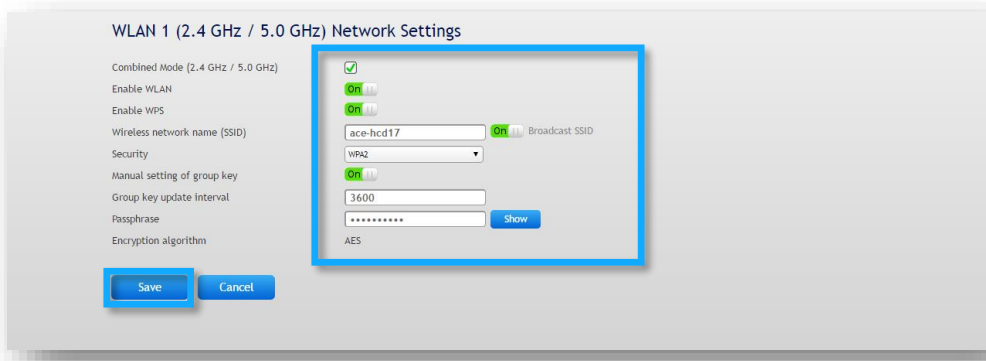 WLAN 1 (2.4 GHz / 5.0 GHz) Network Settings
Combined Mode (2.4 GHz / 5.0 GHz)
Enable WLAN On
Enable WPS On
Wireless network name (SSID) ace-hcd17 On Broadcast SSID
Security WPA2
Manual setting of group key On
Group key update interval 3600
Passphrase •••••••••• Show
Encryption algorithm AES
Save Cancel